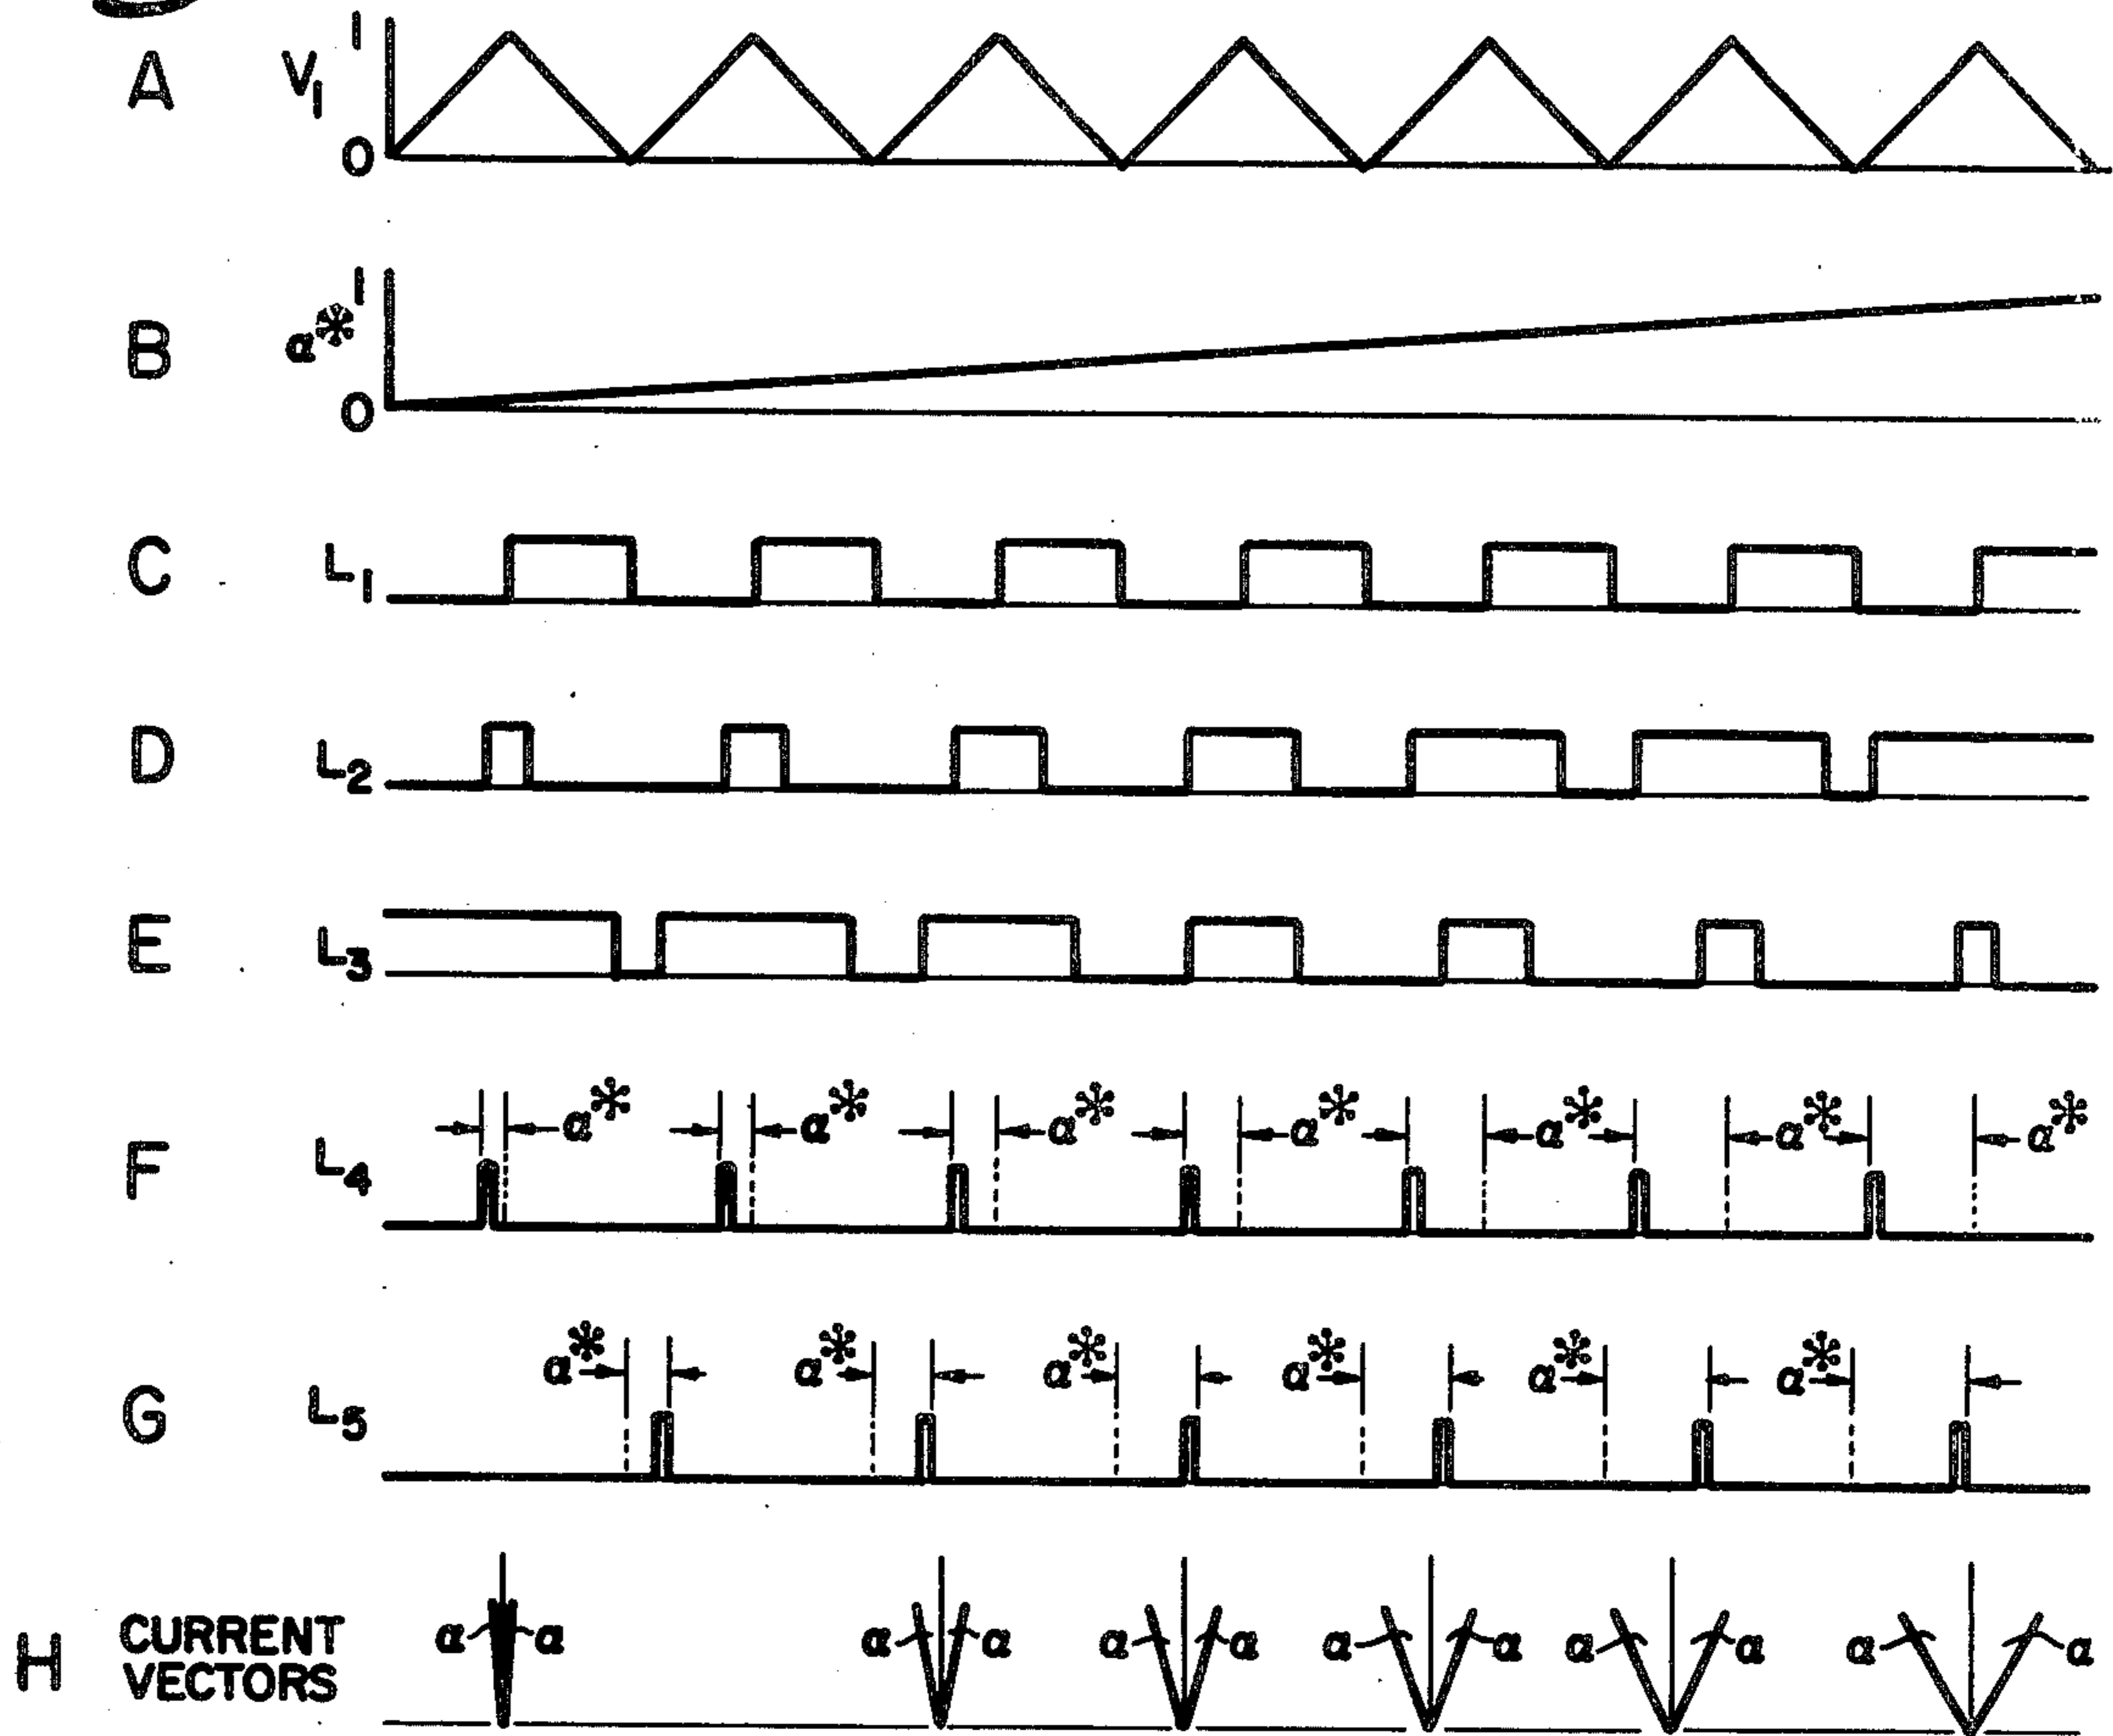 A V₁ 1
0
B α* 1
0
C L₁
D L₂
E L₃
F L₄ α* α* α* α* α* α* α*
G L₅ α* α* α* α* α* α*
H CURRENT VECTORS α α α α α α α α α α α α